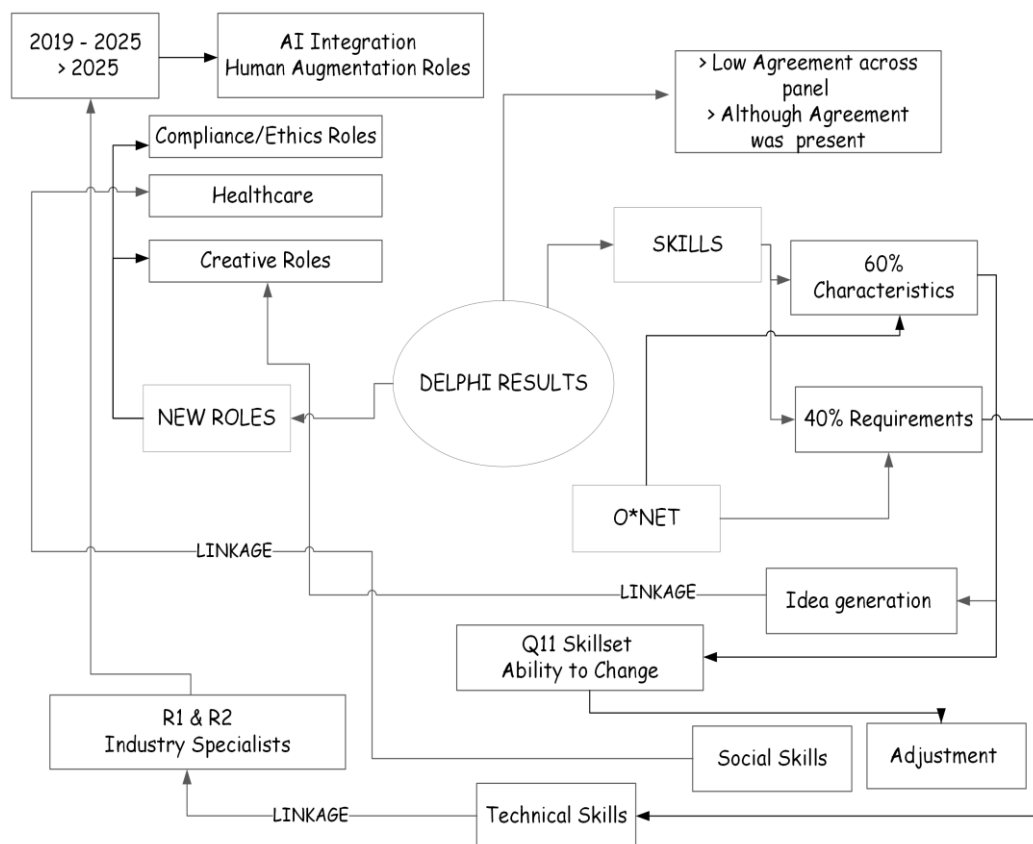 2019 - 2025
> 2025
AI Integration
Human Augmentation Roles
> Low Agreement across
panel
> Although Agreement
was present
Compliance/Ethics Roles
Healthcare
Creative Roles
SKILLS
60%
Characteristics
DELPHI RESULTS
NEW ROLES
40% Requirements
O*NET
LINKAGE
LINKAGE
Idea generation
Q11 Skillset
Ability to Change
R1 & R2
Industry Specialists
Social Skills
Adjustment
LINKAGE
Technical Skills